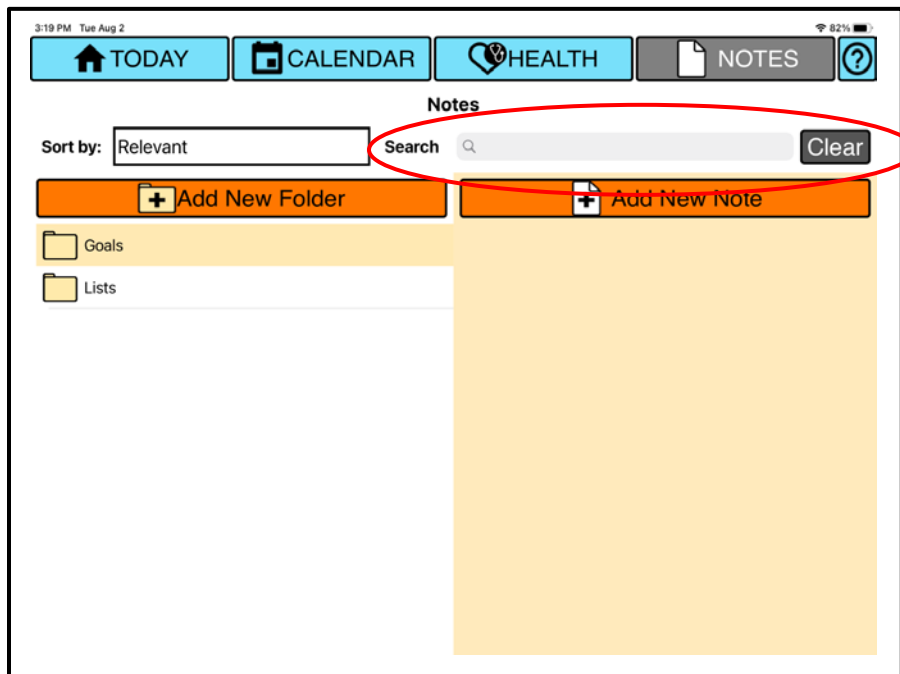 3:19 PM Tue Aug 2 82%
TODAY CALENDAR HEALTH NOTES ?
Notes
Sort by: Relevant Search Clear
Add New Folder Add New Note
Goals
Lists